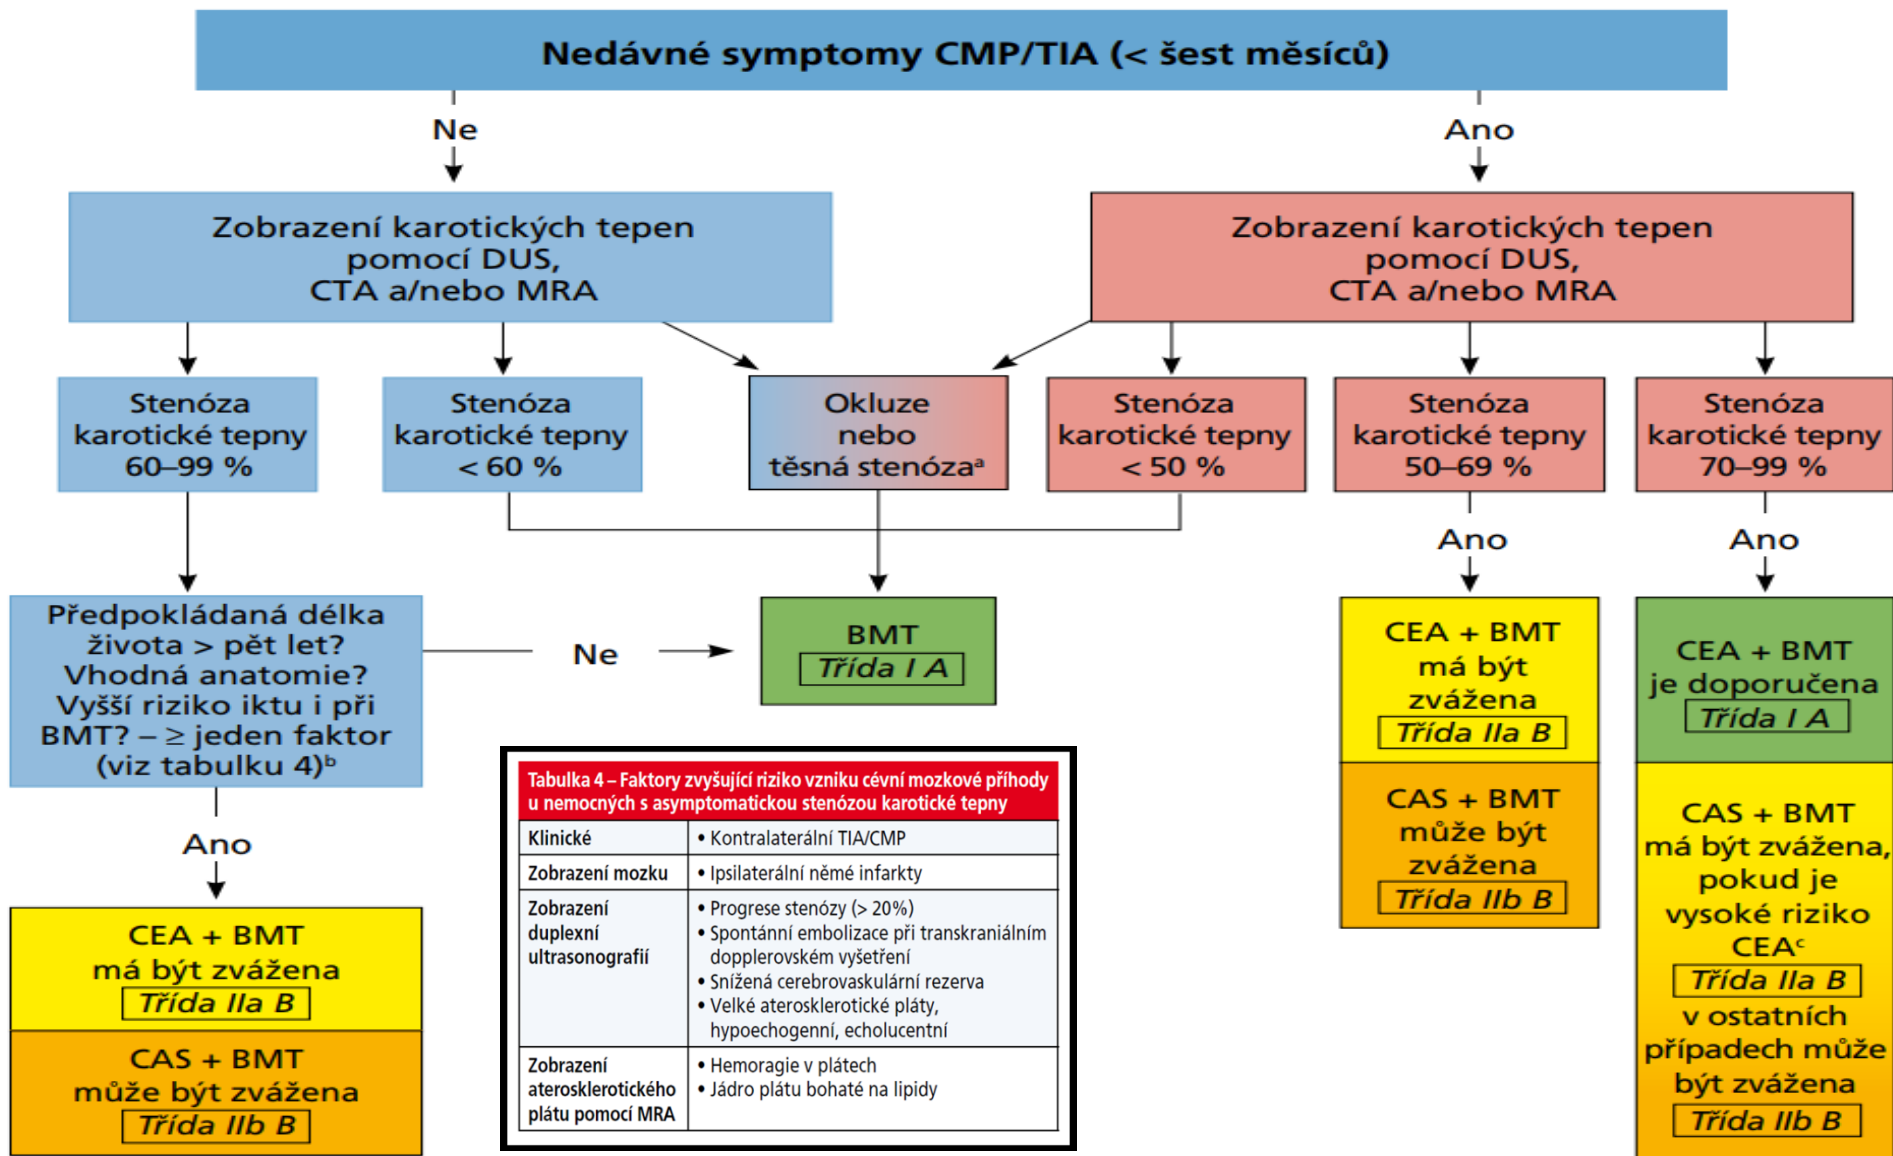 Nedávné symptomy CMP/TIA (< šest měsíců)
Ne
Ano
Zobrazení karotických tepen
pomocí DUS,
CTA a/nebo MRA
Zobrazení karotických tepen
pomocí DUS,
CTA a/nebo MRA
Stenóza
karotické tepny
60–99 %
Stenóza
karotické tepny
< 60 %
Okluze
nebo
těsná stenózaᵃ
Stenóza
karotické tepny
< 50 %
Stenóza
karotické tepny
50–69 %
Stenóza
karotické tepny
70–99 %
Ano
Ano
Předpokládaná délka
života > pět let?
Vhodná anatomie?
Vyšší riziko iktu i při
BMT? – ≥ jeden faktor
(viz tabulku 4)ᵇ
Ne
BMT
Třída I A
CEA + BMT
má být
zvážena
Třída IIa B
CAS + BMT
může být
zvážena
Třída IIb B
CEA + BMT
je doporučena
Třída I A
CAS + BMT
má být zvážena,
pokud je
vysoké riziko
CEAᶜ
Třída IIa B
v ostatních
případech může
být zvážena
Třída IIb B
Ano
CEA + BMT
má být zvážena
Třída IIa B
CAS + BMT
může být zvážena
Třída IIb B
Tabulka 4 – Faktory zvyšující riziko vzniku cévní mozkové příhody
u nemocných s asymptomatickou stenózou karotické tepny
Klinické
• Kontralaterální TIA/CMP
Zobrazení mozku
• Ipsilaterální němé infarkty
Zobrazení
duplexní
ultrasonografií
• Progrese stenózy (> 20%)
• Spontánní embolizace při transkraniálním
dopplerovském vyšetření
• Snížená cerebrovaskulární rezerva
• Velké aterosklerotické pláty,
hypoechogenní, echolucentní
Zobrazení
aterosklerotického
plátu pomocí MRA
• Hemoragie v plátech
• Jádro plátu bohaté na lipidy